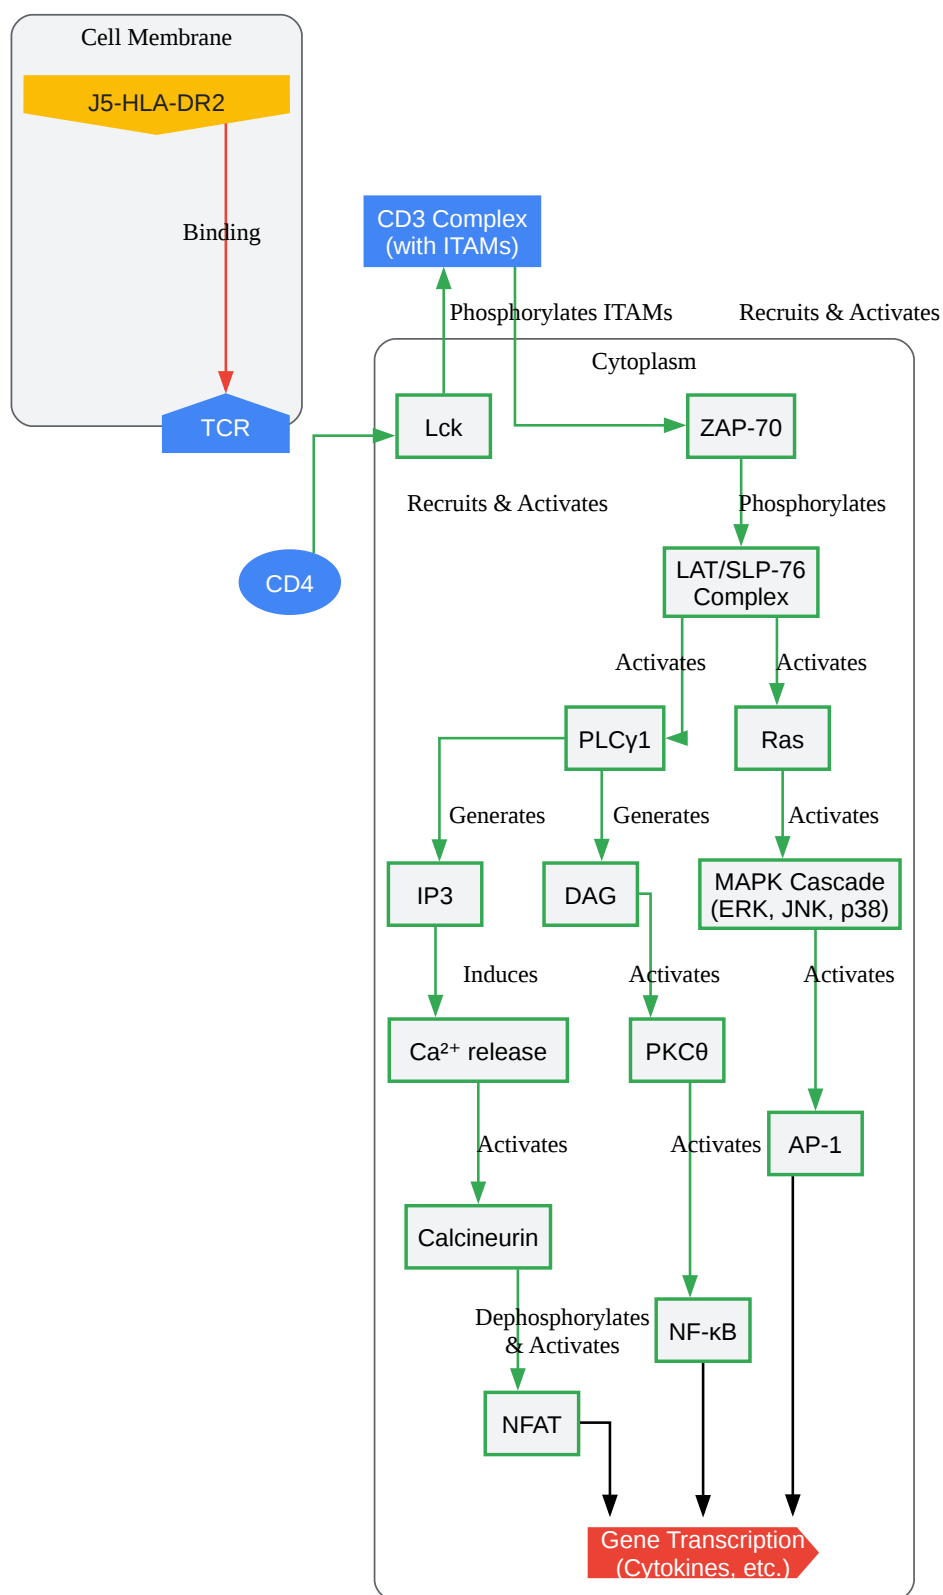 Cell Membrane
J5-HLA-DR2
Binding
CD3 Complex
(with ITAMs)
Phosphorylates ITAMs
Recruits & Activates
Cytoplasm
TCR
Lck
ZAP-70
Recruits & Activates
Phosphorylates
CD4
LAT/SLP-76
Complex
Activates
Activates
PLCγ1
Ras
Generates
Generates
Activates
IP3
DAG
MAPK Cascade
(ERK, JNK, p38)
Induces
Activates
Activates
Ca²⁺ release
PKCθ
Activates
Activates
AP-1
Calcineurin
Dephosphorylates
& Activates
NF-κB
NFAT
Gene Transcription
(Cytokines, etc.)